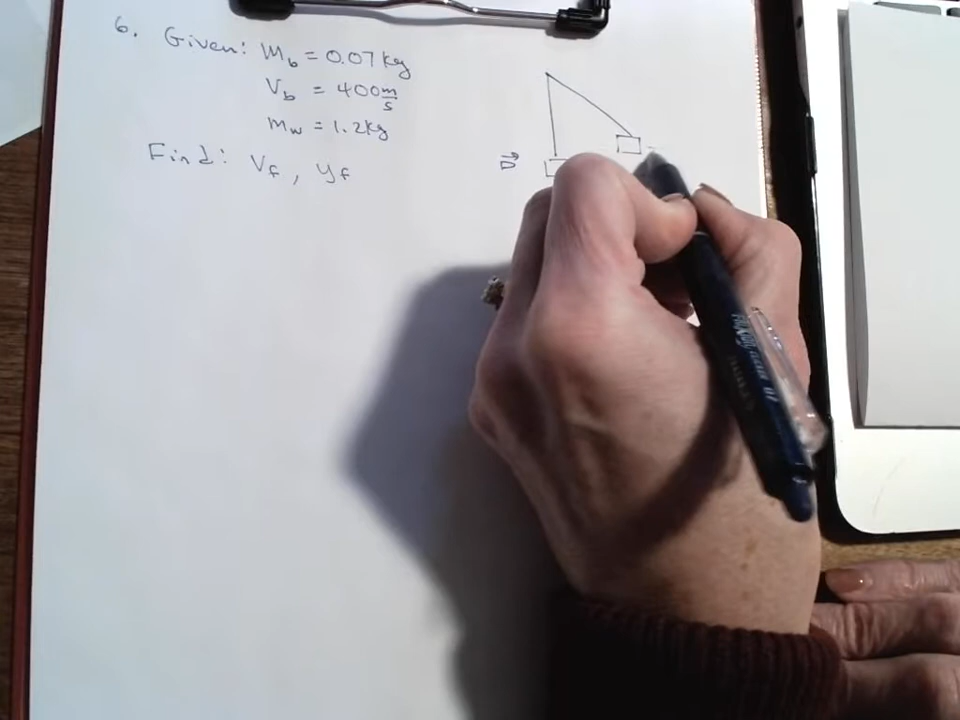 6. Given: Mb = 0.07 kg
Vb = 400 m/s
mw = 1.2 kg
Find: Vf, yf